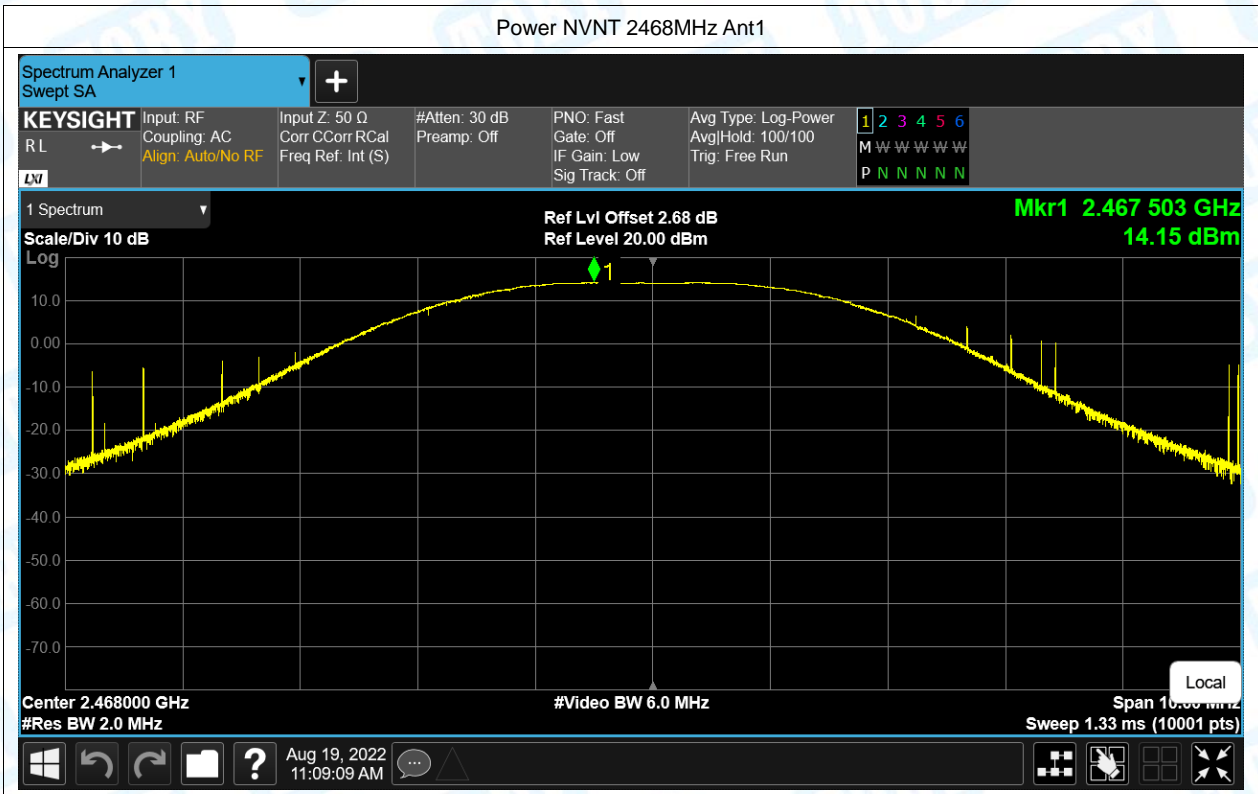 Power NVNT 2468MHz Ant1
Spectrum Analyzer 1
Swept SA
KEYSIGHT
RL
LXI
Input: RF
Coupling: AC
Align: Auto/No RF
Input Z: 50 Ω
Corr CCorr RCal
Freq Ref: Int (S)
#Atten: 30 dB
Preamp: Off
PNO: Fast
Gate: Off
IF Gain: Low
Sig Track: Off
Avg Type: Log-Power
Avg|Hold: 100/100
Trig: Free Run
1 2 3 4 5 6
M W W W W W
P N N N N N
1 Spectrum
Scale/Div 10 dB
Ref Lvl Offset 2.68 dB
Ref Level 20.00 dBm
Mkr1 2.467 503 GHz
14.15 dBm
Log
1
10.0
0.00
-10.0
-20.0
-30.0
-40.0
-50.0
-60.0
-70.0
Center 2.468000 GHz
#Res BW 2.0 MHz
#Video BW 6.0 MHz
Span 10.00 MHz
Sweep 1.33 ms (10001 pts)
Local
?
Aug 19, 2022
11:09:09 AM